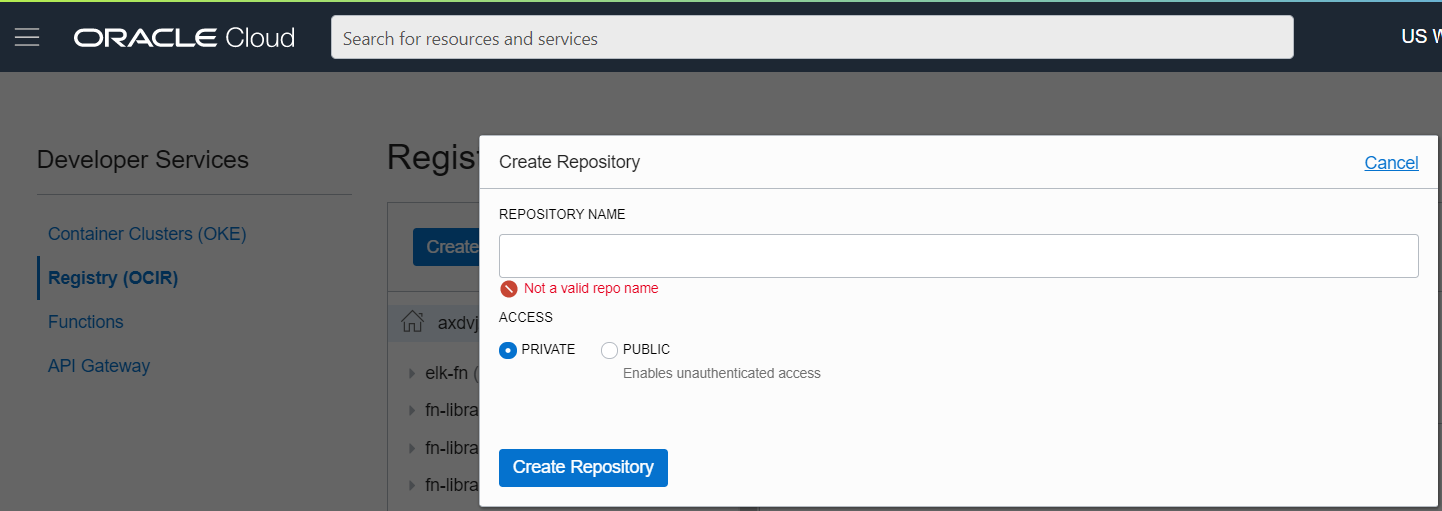 ORACLE Cloud
Search for resources and services
US W
Developer Services
Container Clusters (OKE)
Registry (OCIR)
Functions
API Gateway
Regis
Create
axdvj
elk-fn (
fn-libra
fn-libra
fn-libra
Create Repository
Cancel
REPOSITORY NAME
Not a valid repo name
ACCESS
PRIVATE
PUBLIC
Enables unauthenticated access
Create Repository